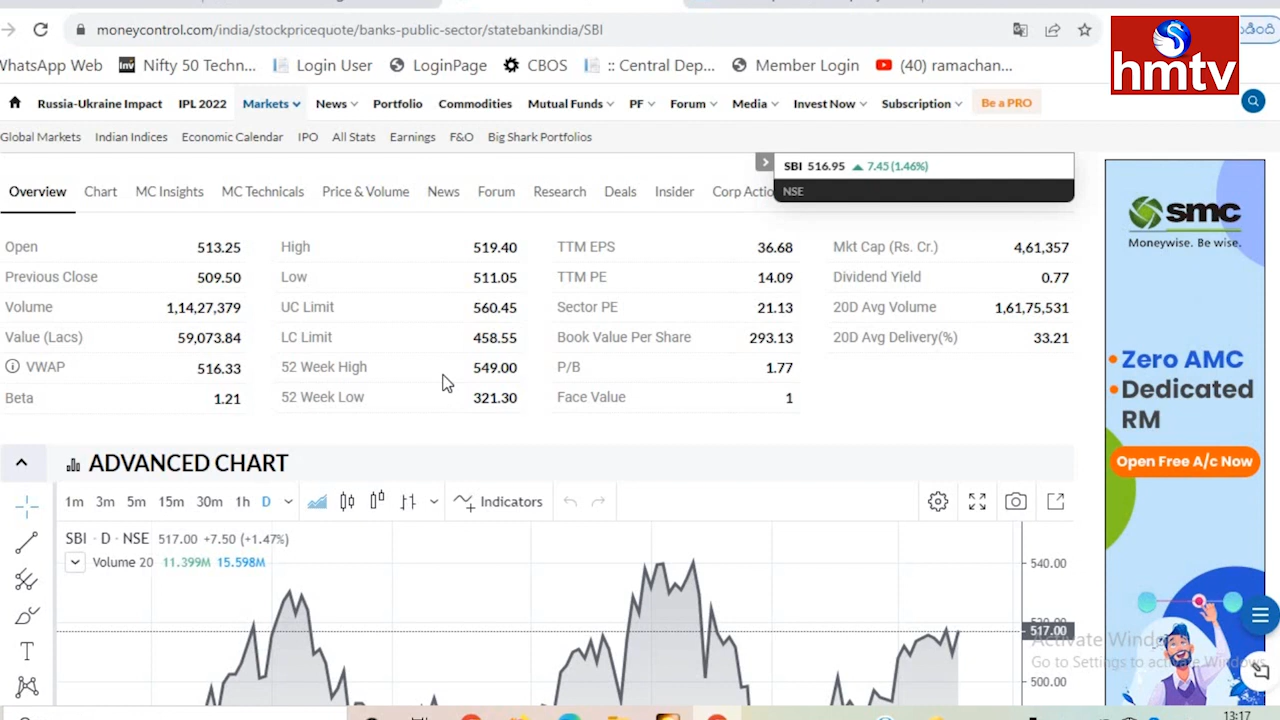 moneycontrol.com/india/stockpricequote/banks-public-sector/statebankindia/SBI
hmtv
WhatsApp Web Nifty 50 Techn... Login User LoginPage CBOS :: Central Dep... Member Login (40) ramachan...
Russia-Ukraine Impact IPL 2022 Markets News Portfolio Commodities Mutual Funds PF Forum Media Invest Now Subscription Be a PRO
Global Markets Indian Indices Economic Calendar IPO All Stats Earnings F&O Big Shark Portfolios
SBI 516.95 7.45 (1.46%)
NSE
Overview Chart MC Insights MC Technicals Price & Volume News Forum Research Deals Insider Corp Actio
Open 513.25 High 519.40 TTM EPS 36.68 Mkt Cap (Rs. Cr.) 4,61,357
Previous Close 509.50 Low 511.05 TTM PE 14.09 Dividend Yield 0.77
Volume 1,14,27,379 UC Limit 560.45 Sector PE 21.13 20D Avg Volume 1,61,75,531
Value (Lacs) 59,073.84 LC Limit 458.55 Book Value Per Share 293.13 20D Avg Delivery(%) 33.21
VWAP 516.33 52 Week High 549.00 P/B 1.77
Beta 1.21 52 Week Low 321.30 Face Value 1
smc
Moneywise. Be wise.
Zero AMC
Dedicated
RM
Open Free A/c Now
ADVANCED CHART
1m 3m 5m 15m 30m 1h D Indicators
SBI · D · NSE 517.00 +7.50 (+1.47%)
Volume 20 11.399M 15.598M
540.00
517.00
500.00
Activate Windows
Go to Settings to activate Windows.
13:17